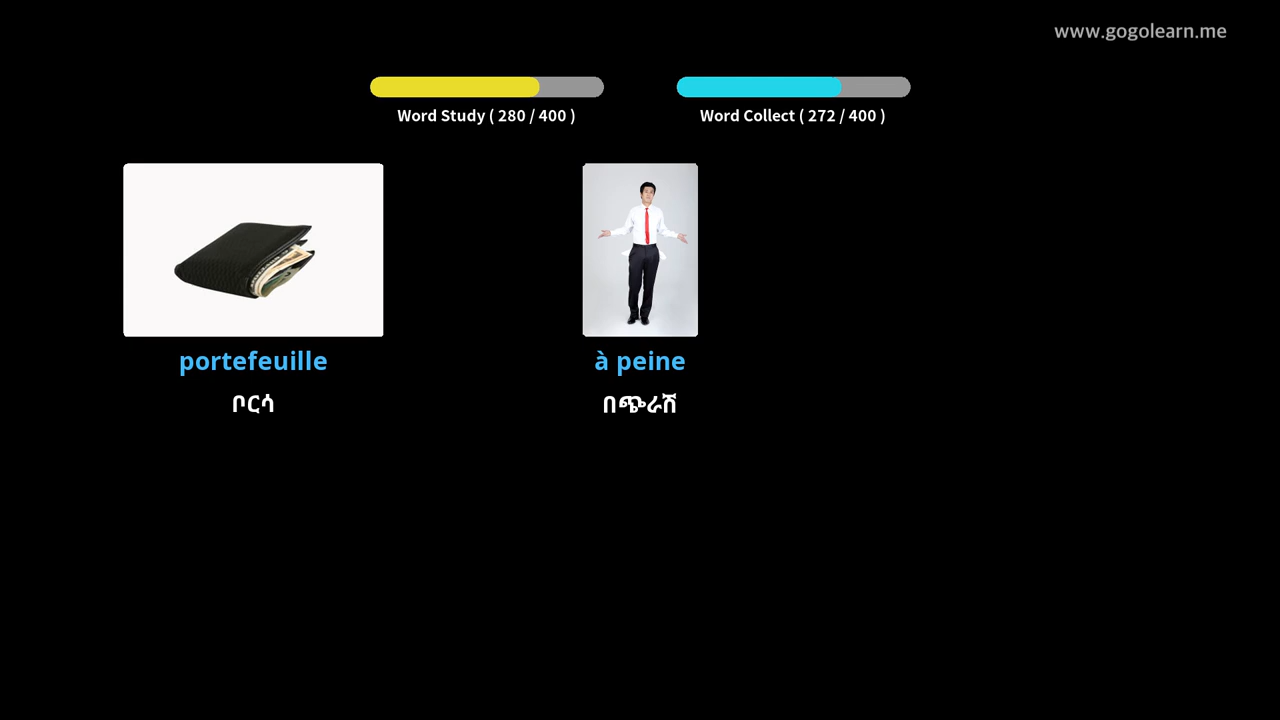 www.gogolearn.me
Word Study ( 280 / 400 )
Word Collect ( 272 / 400 )
portefeuille
à peine
ቦርሳ
በጭራሽ